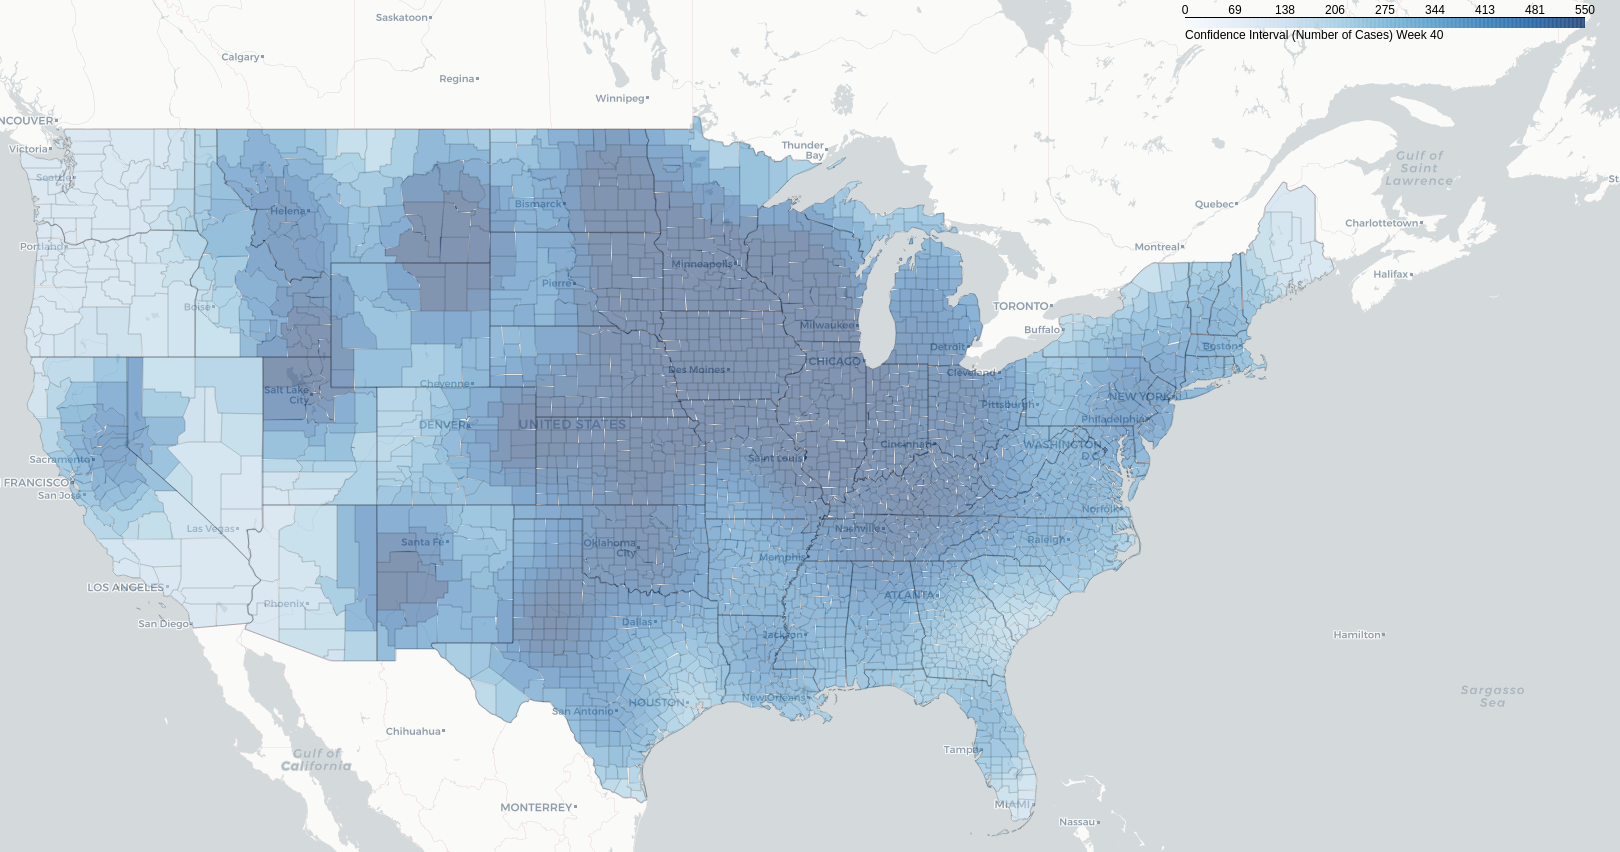 0 69 138 206 275 344 413 481 550
Confidence Interval (Number of Cases) Week 40
Saskatoon
Calgary
Regina
Winnipeg
NCOUVER
Victoria
Seattle
Thunder
Bay
Gulf of
Saint
Lawrence
St
Quebec
Charlottetown
Helena
Bismarck
Portland
Montreal
Minneapolis
Halifax
Pierre
Boise
TORONTO
Milwaukee
Buffalo
Detroit
Boston
CHICAGO
Des Moines
Cleveland
Cheyenne
Salt Lake
City
NEW YORK
Pittsburgh
DENVER
UNITED STATES
Philadelphia
Cincinnati
WASHINGTON
D.C.
Sacramento
Saint Louis
FRANCISCO
San Jose
Norfolk
Las Vegas
Nashville
Santa Fe
Oklahoma
City
Raleigh
Memphis
LOS ANGELES
ATLANTA
Phoenix
San Diego
Dallas
Jackson
Hamilton
Sargasso
Sea
New Orleans
HOUSTON
San Antonio
Chihuahua
Gulf of
California
Tampa
MIAMI
MONTERREY
Nassau